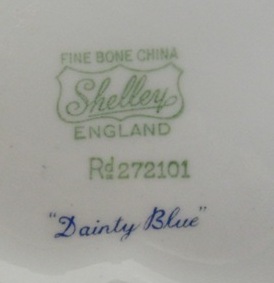 FINE BONE CHINA
Shelley
ENGLAND
Rd 272101
"Dainty Blue"